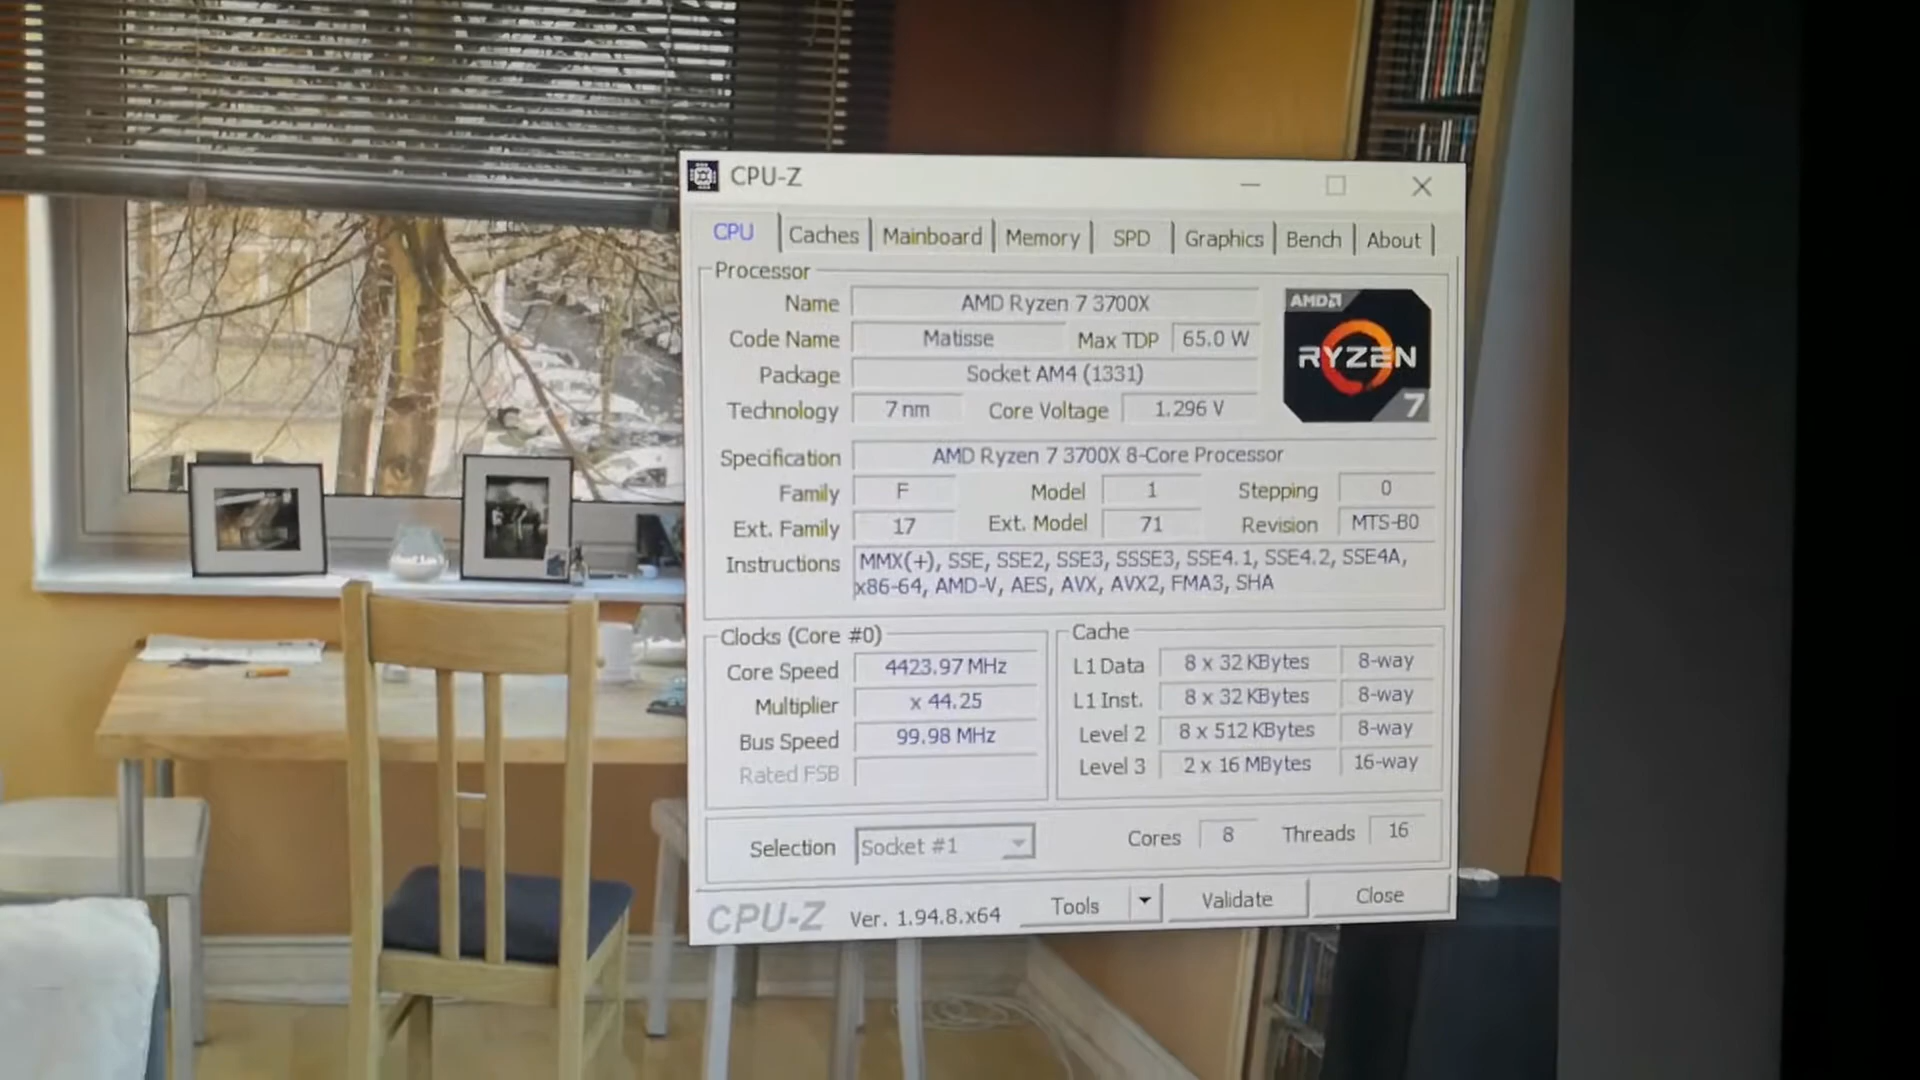 CPU-Z
CPU Caches Mainboard Memory SPD Graphics Bench About
Processor
Name AMD Ryzen 7 3700X
Code Name Matisse Max TDP 65.0 W
Package Socket AM4 (1331)
Technology 7 nm Core Voltage 1.296 V
AMD
RYZEN
7
Specification AMD Ryzen 7 3700X 8-Core Processor
Family F Model 1 Stepping 0
Ext. Family 17 Ext. Model 71 Revision MTS-B0
Instructions MMX(+), SSE, SSE2, SSE3, SSSE3, SSE4.1, SSE4.2, SSE4A,
x86-64, AMD-V, AES, AVX, AVX2, FMA3, SHA
Clocks (Core #0)
Core Speed 4423.97 MHz
Multiplier x 44.25
Bus Speed 99.98 MHz
Rated FSB
Cache
L1 Data 8 x 32 KBytes 8-way
L1 Inst. 8 x 32 KBytes 8-way
Level 2 8 x 512 KBytes 8-way
Level 3 2 x 16 MBytes 16-way
Selection Socket #1 Cores 8 Threads 16
CPU-Z Ver. 1.94.8.x64 Tools Validate Close